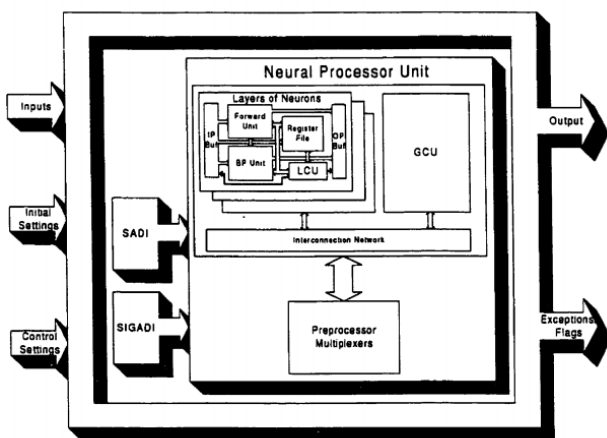 Neural Processor Unit
Layers of Neurons
Forward
Unit
Register
File
IP
Buf
OP
Buf
BP Unit
LCU
GCU
Interconnection Network
Preprocessor
Multiplexers
Inputs
Initial
Settings
Control
Settings
SADI
SIGADI
Output
Exceptions
Flags